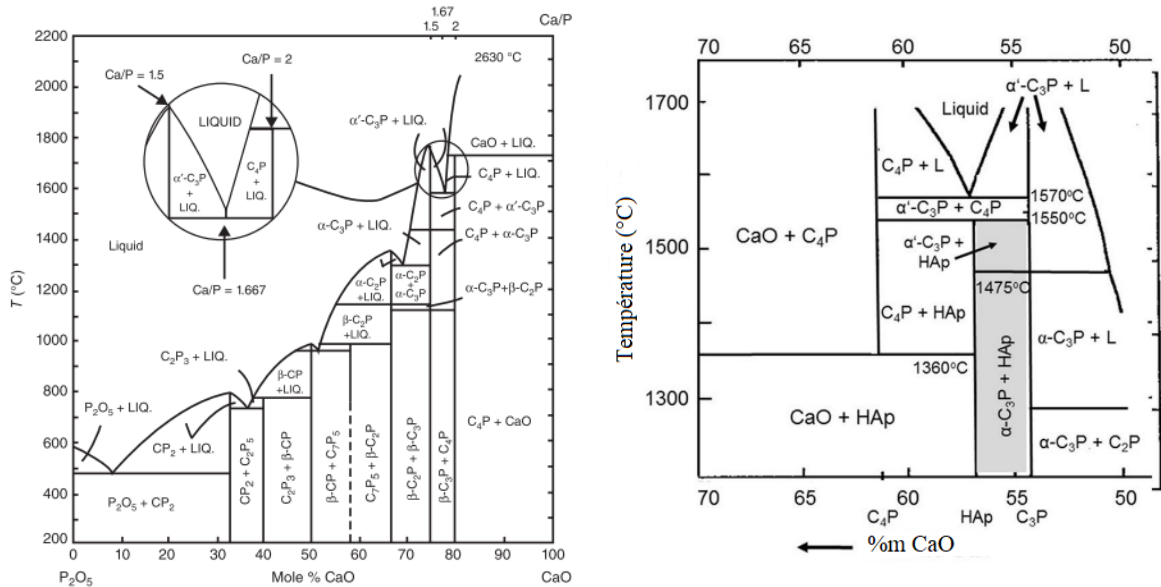 1.67
1.5 2
Ca/P
2200
2000
1800
1600
1400
1200
1000
800
600
400
200
T (°C)
Ca/P = 1.5
Ca/P = 2
2630 °C
LIQUID
α'-C3P
+
LIQ.
C4P
+
LIQ.
Ca/P = 1.667
Liquid
α'-C3P + LIQ.
CaO + LIQ.
C4P + LIQ.
C4P + α'-C3P
C4P + α-C3P
α-C3P + LIQ.
α-C2P
+LIQ.
α-C2P
+
α-C3P
α-C3P+β-C2P
β-C2P
+LIQ.
C2P3 + LIQ.
β-CP
+LIQ.
P2O5 + LIQ.
CP2 + LIQ.
P2O5 + CP2
CP2 + C2P5
C2P3 + β-CP
β-CP + C7P5
C7P5 + β-C2P
β-C2P + β-C3P
β-C3P + C4P
C4P + CaO
0 10 20 30 40 50 60 70 80 90 100
P2O5
Mole % CaO
CaO
70 65 60 55 50
α'-C3P + L
1700
1500
1300
Température (°C)
Liquid
C4P + L
1570°C
α'-C3P + C4P
1550°C
α'-C3P +
HAp
CaO + C4P
1475°C
C4P + HAp
α-C3P + HAp
α-C3P + L
1360°C
CaO + HAp
α-C3P + C2P
70 65 60 55 50
C4P HAp C3P
%m CaO